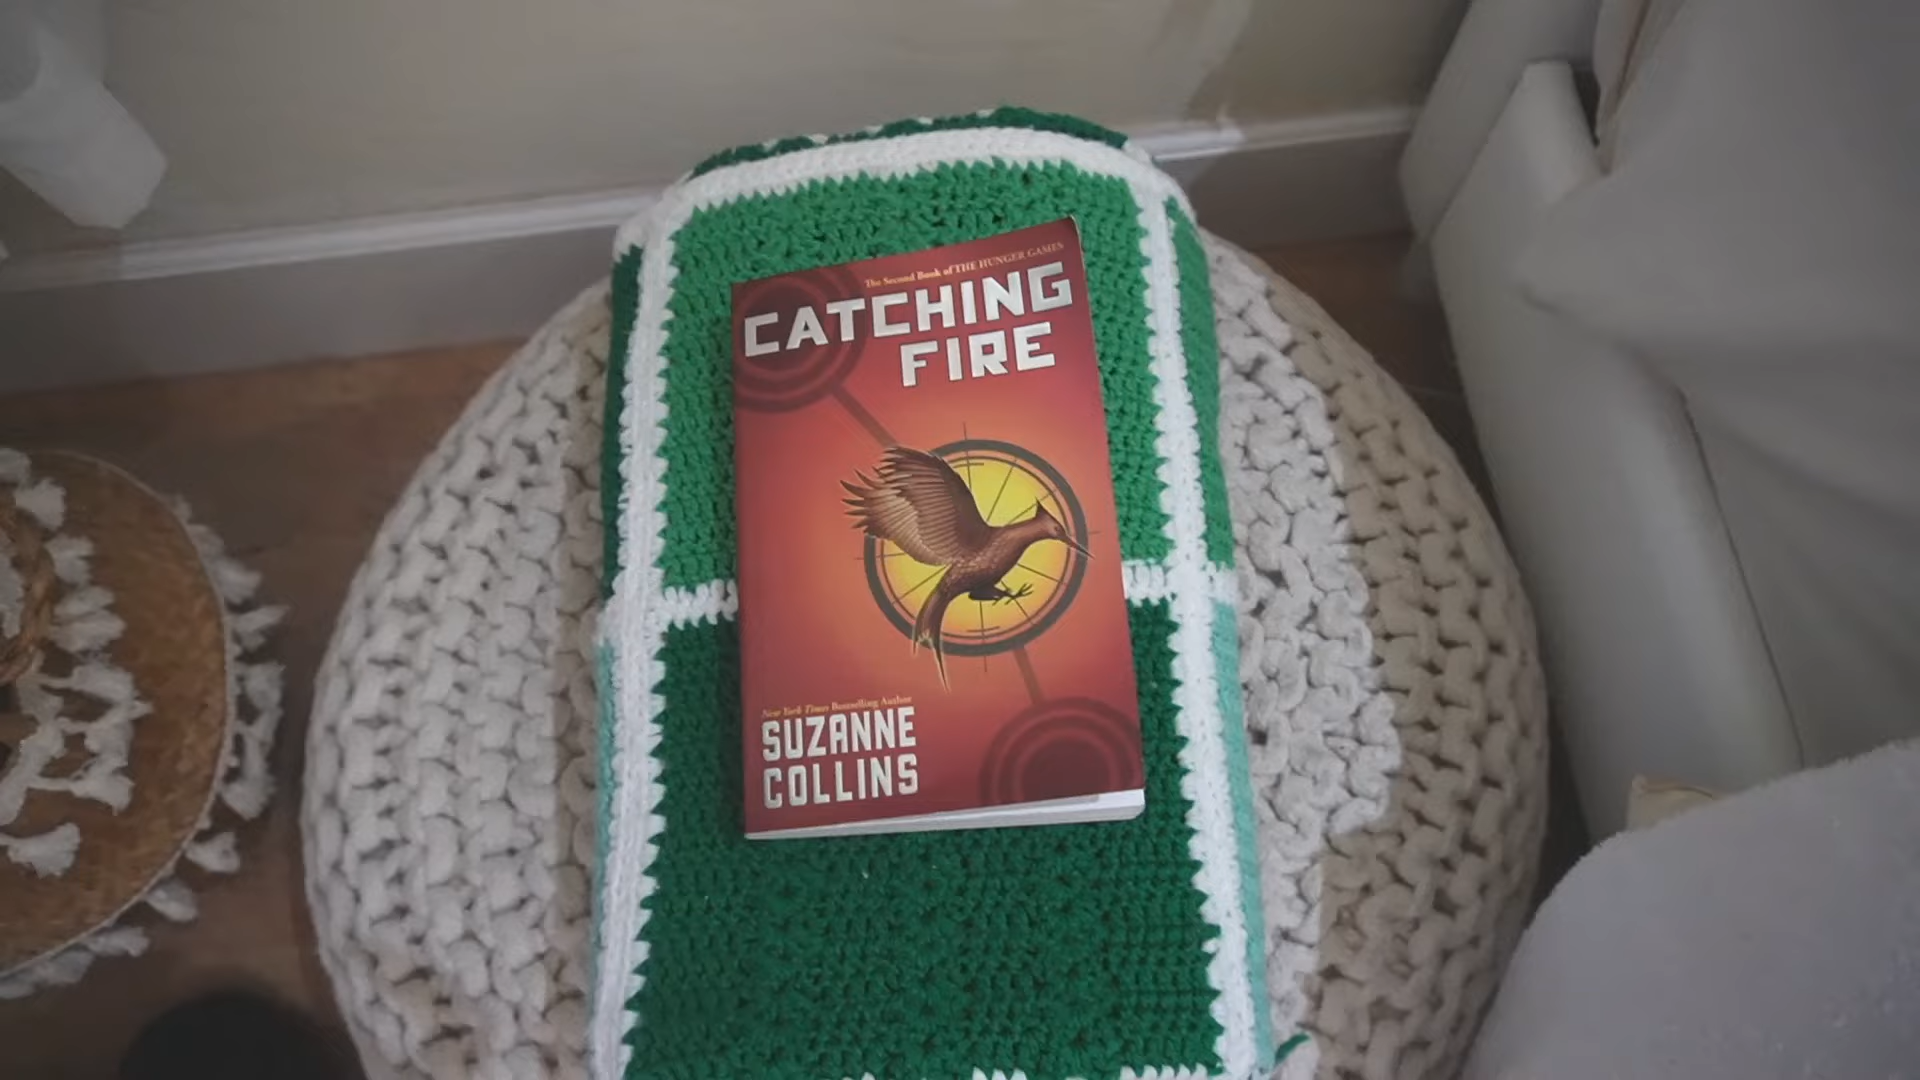 The Second Book of THE HUNGER GAMES
CATCHING
FIRE
New York Times Bestselling Author
SUZANNE
COLLINS